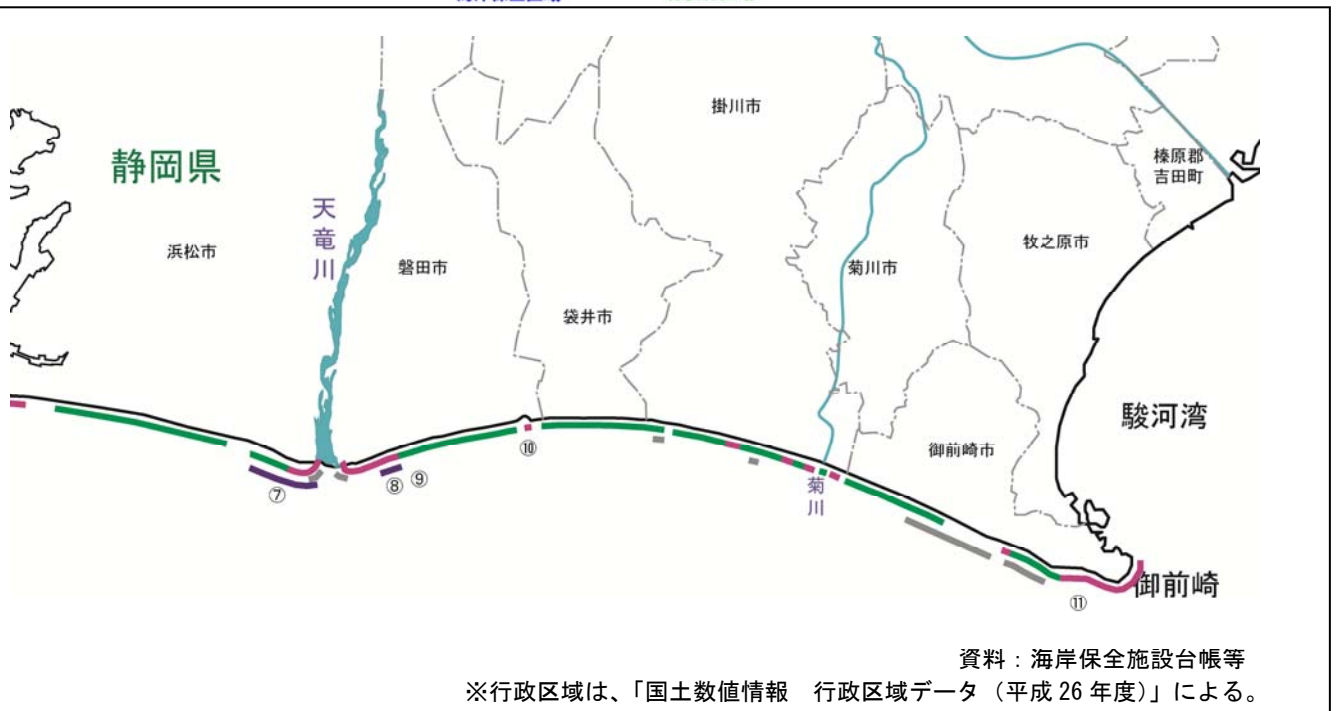 掛川市
榛原郡
吉田町
静岡県
天竜川
浜松市
磐田市
菊川市
牧之原市
袋井市
駿河湾
御前崎市
⑩
⑦
⑧
⑨
菊川
御前崎
⑪
資料：海岸保全施設台帳等
※行政区域は、「国土数値情報　行政区域データ（平成 26 年度）」による。